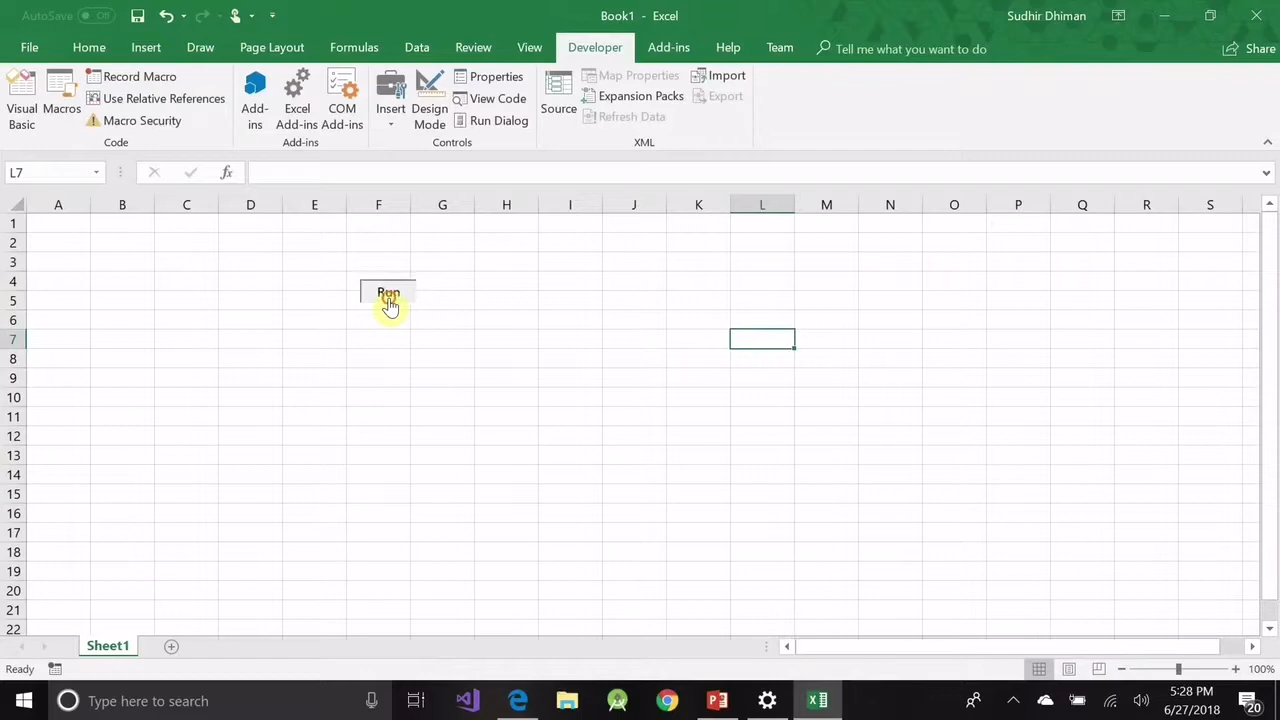 AutoSave Off
Book1 - Excel
Sudhir Dhiman
File Home Insert Draw Page Layout Formulas Data Review View Developer Add-ins Help Team Tell me what you want to do Share
Visual Basic
Macros
Record Macro
Use Relative References
Macro Security
Code
Add-ins
Excel Add-ins
COM Add-ins
Add-ins
Insert
Design Mode
Properties
View Code
Run Dialog
Controls
Source
Map Properties
Expansion Packs
Refresh Data
Import
Export
XML
L7 fx
A B C D E F G H I J K L M N O P Q R S
1
2
3
4
Run
5
6
7
8
9
10
11
12
13
14
15
16
17
18
19
20
21
22
Sheet1
Ready 100%
Type here to search
5:28 PM
6/27/2018
20